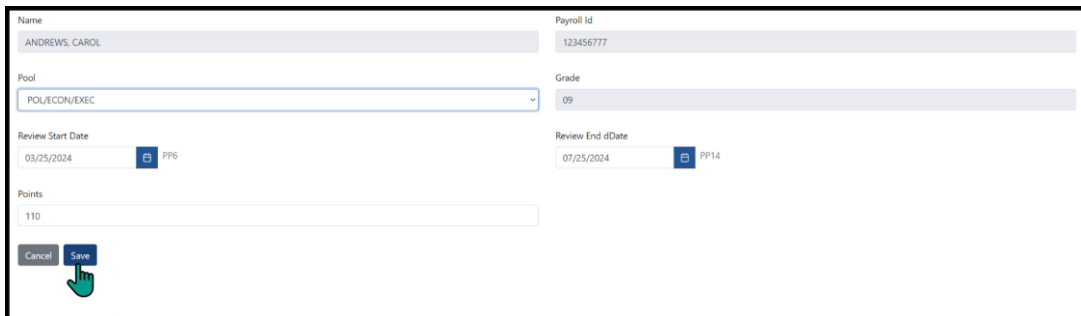 Name Payroll Id
ANDREWS, CAROL 123456777
Pool Grade
POL/ECON/EXEC 09
Review Start Date Review End dDate
03/25/2024 PP6 07/25/2024 PP14
Points
110
Cancel Save